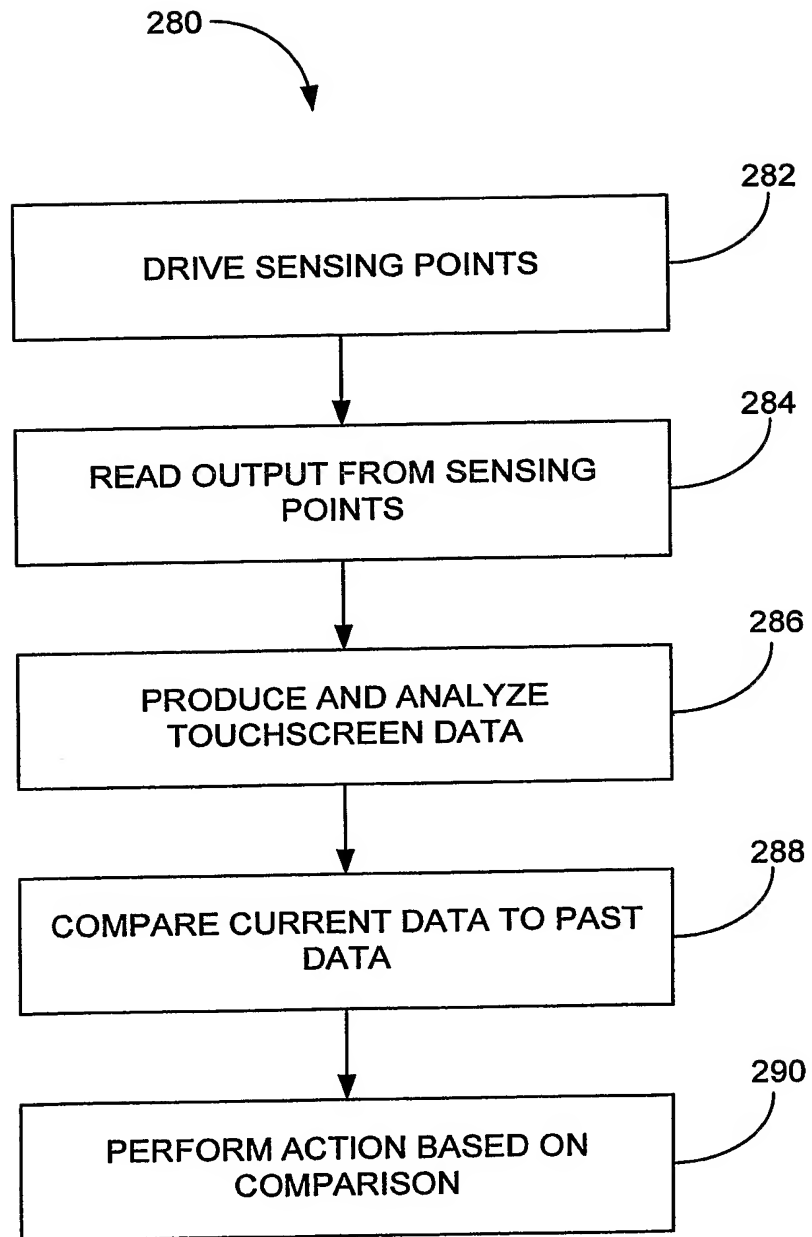 280
282
DRIVE SENSING POINTS
284
READ OUTPUT FROM SENSING
POINTS
286
PRODUCE AND ANALYZE
TOUCHSCREEN DATA
288
COMPARE CURRENT DATA TO PAST
DATA
290
PERFORM ACTION BASED ON
COMPARISON